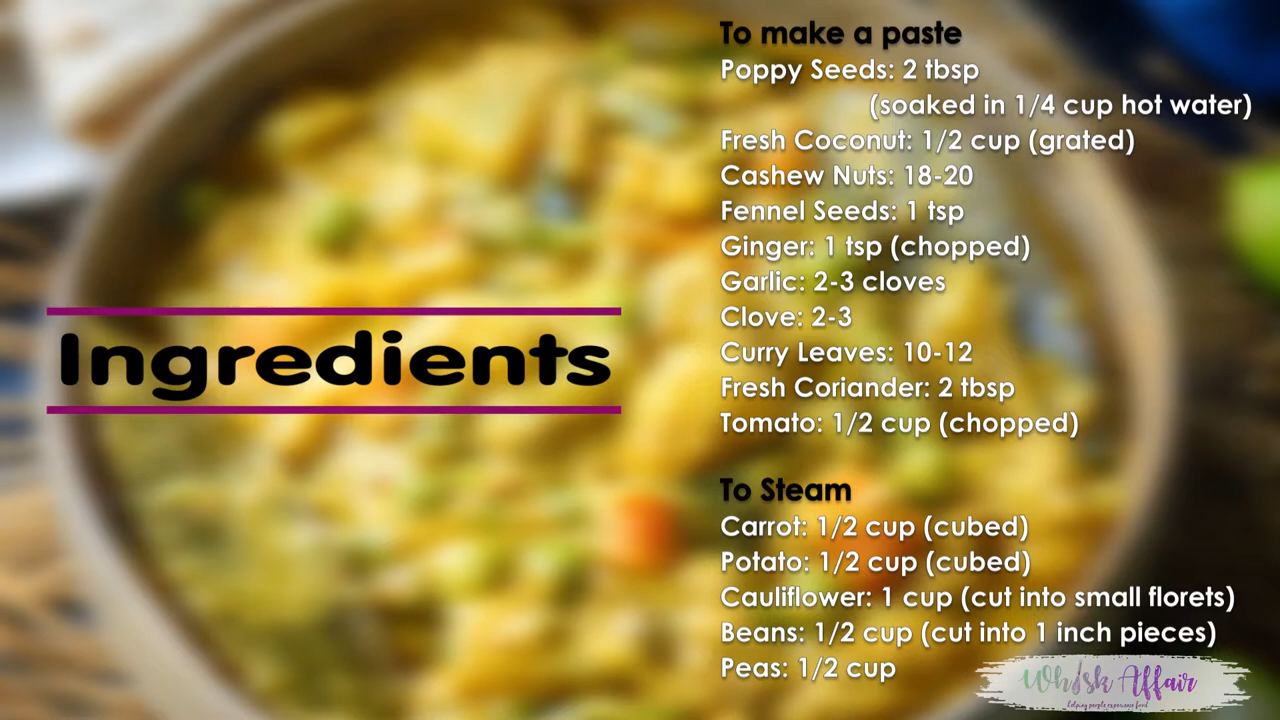 Ingredients
To make a paste
Poppy Seeds: 2 tbsp
(soaked in 1/4 cup hot water)
Fresh Coconut: 1/2 cup (grated)
Cashew Nuts: 18-20
Fennel Seeds: 1 tsp
Ginger: 1 tsp (chopped)
Garlic: 2-3 cloves
Clove: 2-3
Curry Leaves: 10-12
Fresh Coriander: 2 tbsp
Tomato: 1/2 cup (chopped)
To Steam
Carrot: 1/2 cup (cubed)
Potato: 1/2 cup (cubed)
Cauliflower: 1 cup (cut into small florets)
Beans: 1/2 cup (cut into 1 inch pieces)
Peas: 1/2 cup
Whisk Affair
helping people experience food